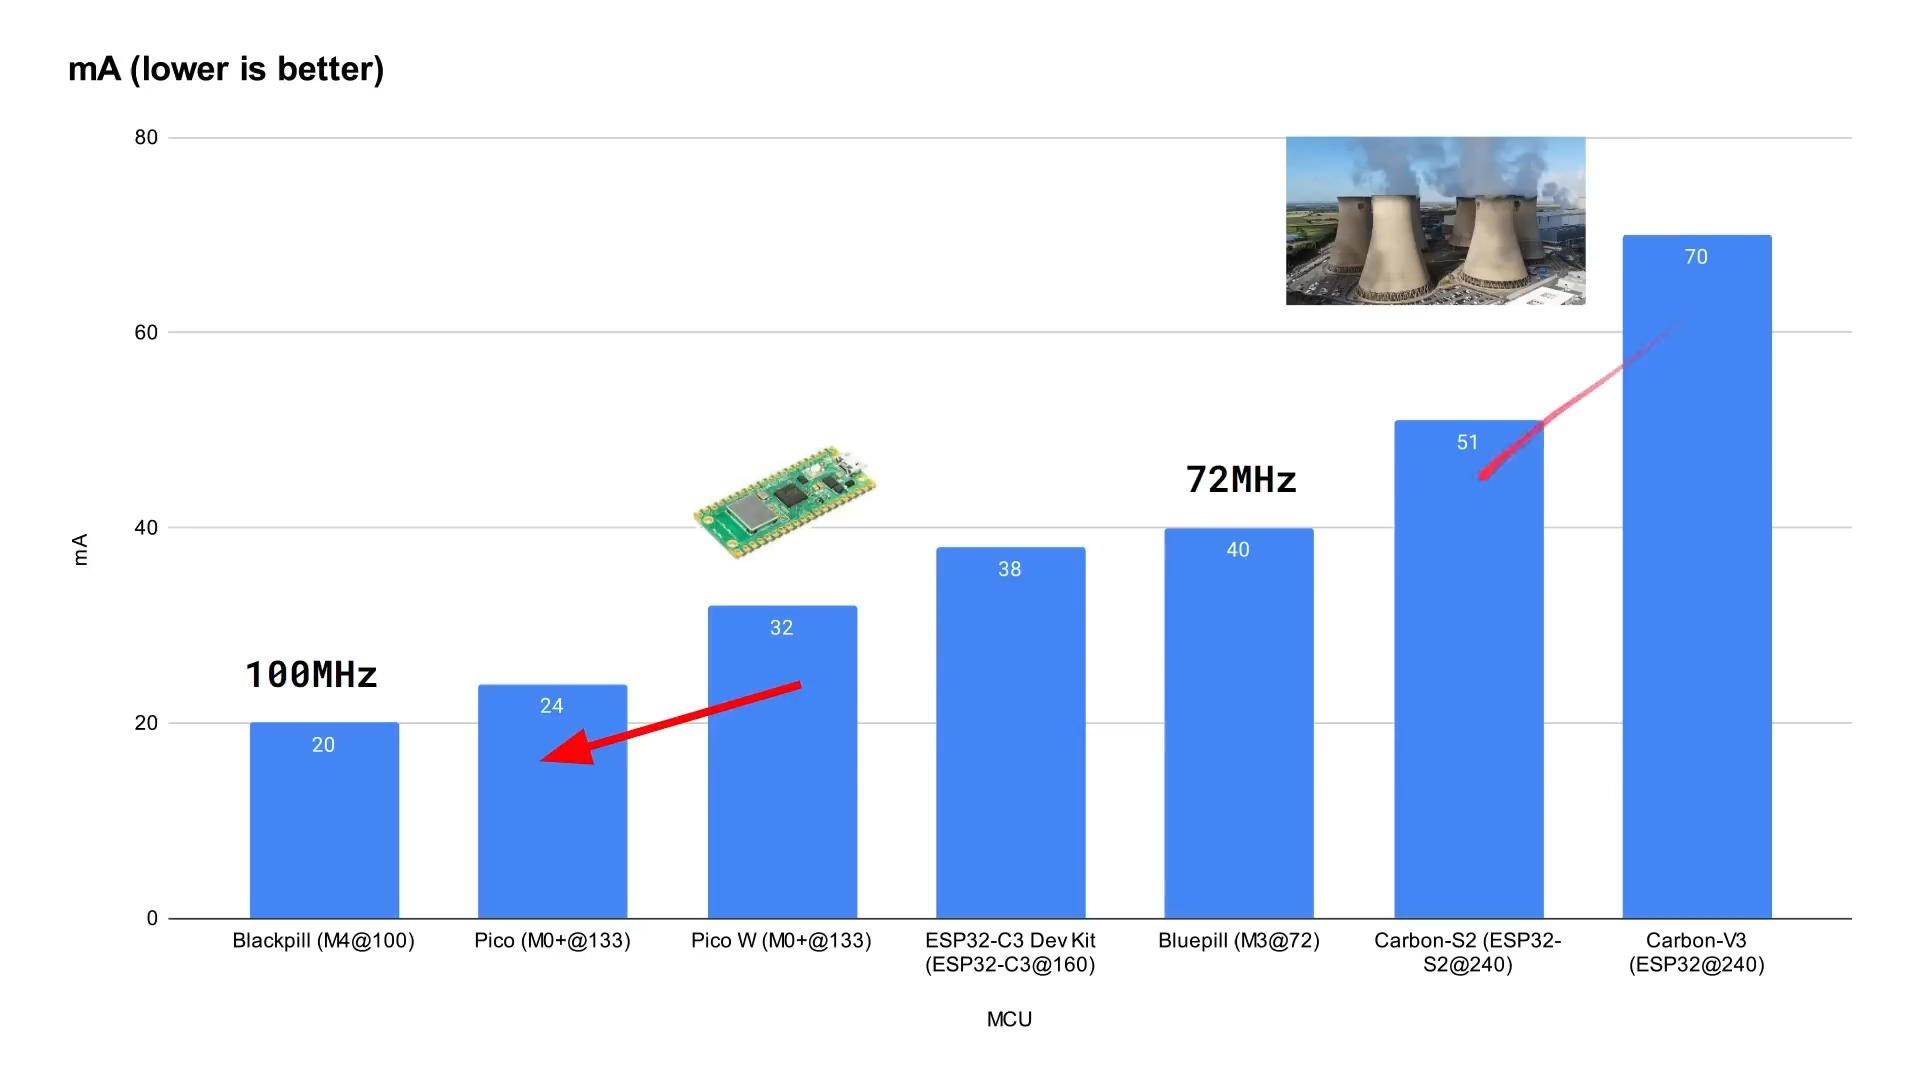 mA (lower is better)
80
60
40
20
0
mA
100MHz
72MHz
20
24
32
38
40
51
70
Blackpill (M4@100)
Pico (M0+@133)
Pico W (M0+@133)
ESP32-C3 Dev Kit
(ESP32-C3@160)
Bluepill (M3@72)
Carbon-S2 (ESP32-
S2@240)
Carbon-V3
(ESP32@240)
MCU